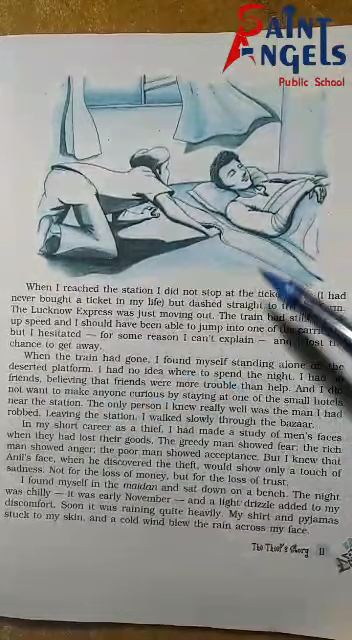 SAINT
ANGELS
Public School
When I reached the station I did not stop at the (I had
never bought a ticket in my life) but dashed straight to
The Lucknow Express was just moving out. The train had
up speed and I should have been able to jump into one of
but I hesitated — for some reason I can't explain — and I lost the
chance to get away.
When the train had gone, I found myself standing alone on the
deserted platform. I had no idea where to spend the night. I had no
friends, believing that friends were more trouble than help. And I did
not want to make anyone curious by staying at one of the small hotels
near the station. The only person I knew really well was the man I had
robbed. Leaving the station, I walked slowly through the bazaar.
In my short career as a thief, I had made a study of men's faces
when they had lost their goods. The greedy man showed fear; the rich
man showed anger; the poor man showed acceptance. But I knew that
Anil's face, when he discovered the theft, would show only a touch of
sadness. Not for the loss of money, but for the loss of trust.
I found myself in the maidan and sat down on a bench. The night
was chilly — it was early November — and a light drizzle added to my
discomfort. Soon it was raining quite heavily. My shirt and pyjamas
stuck to my skin, and a cold wind blew the rain across my face.
The Thief's Story 11